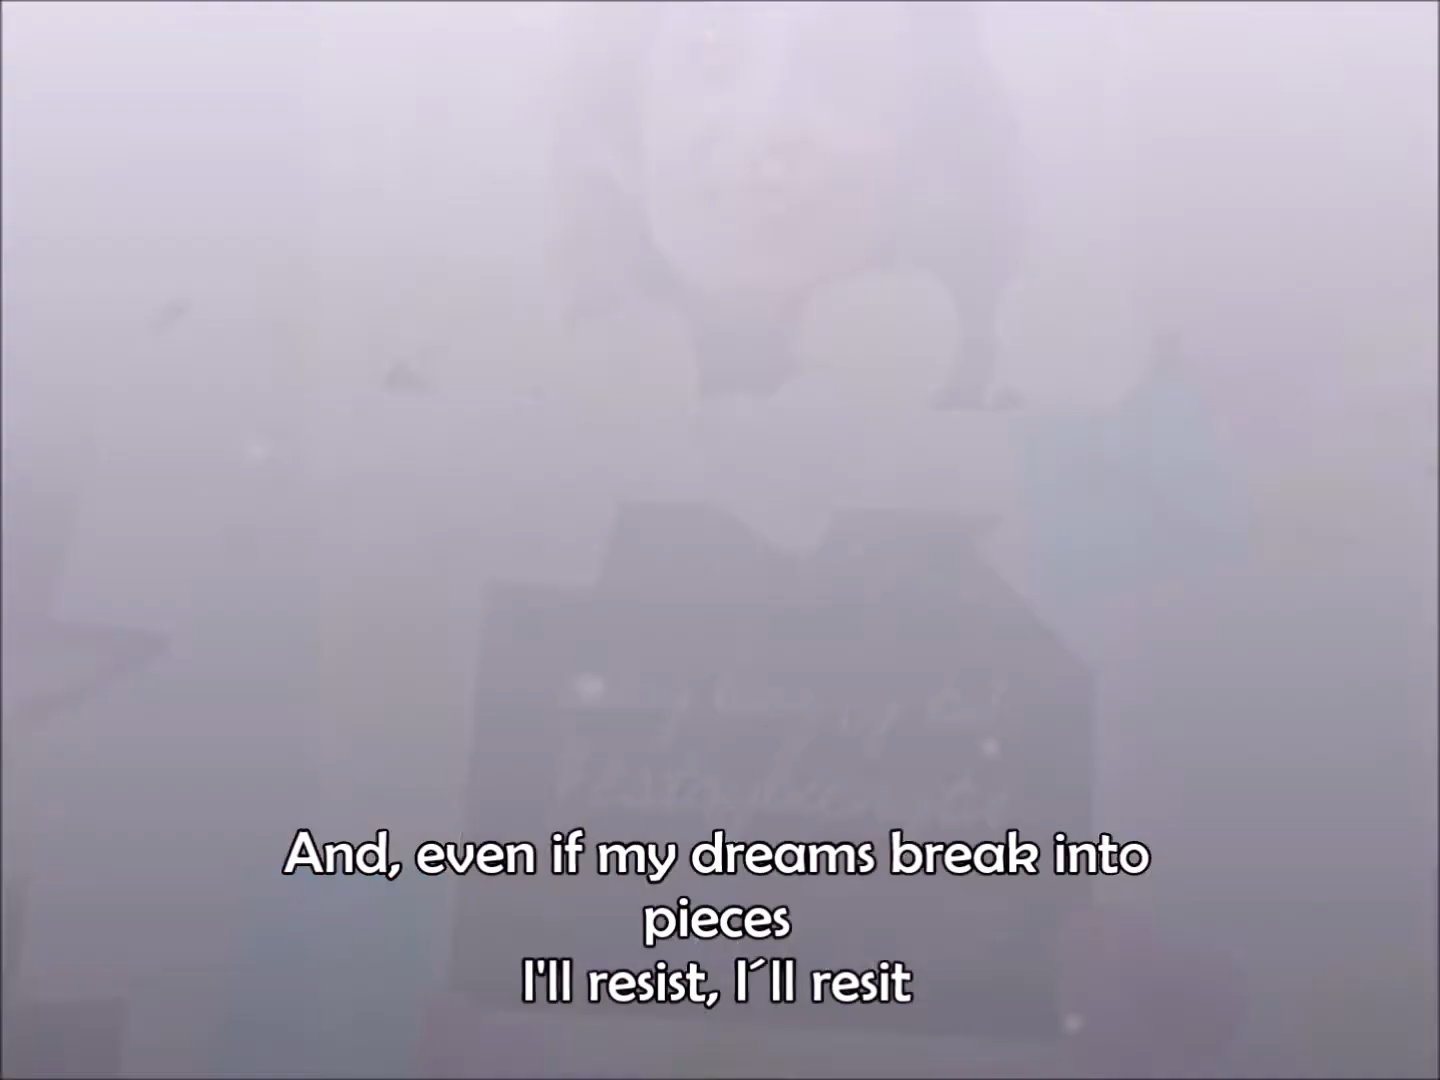 And, even if my dreams break into
pieces
I'll resist, I´ll resit